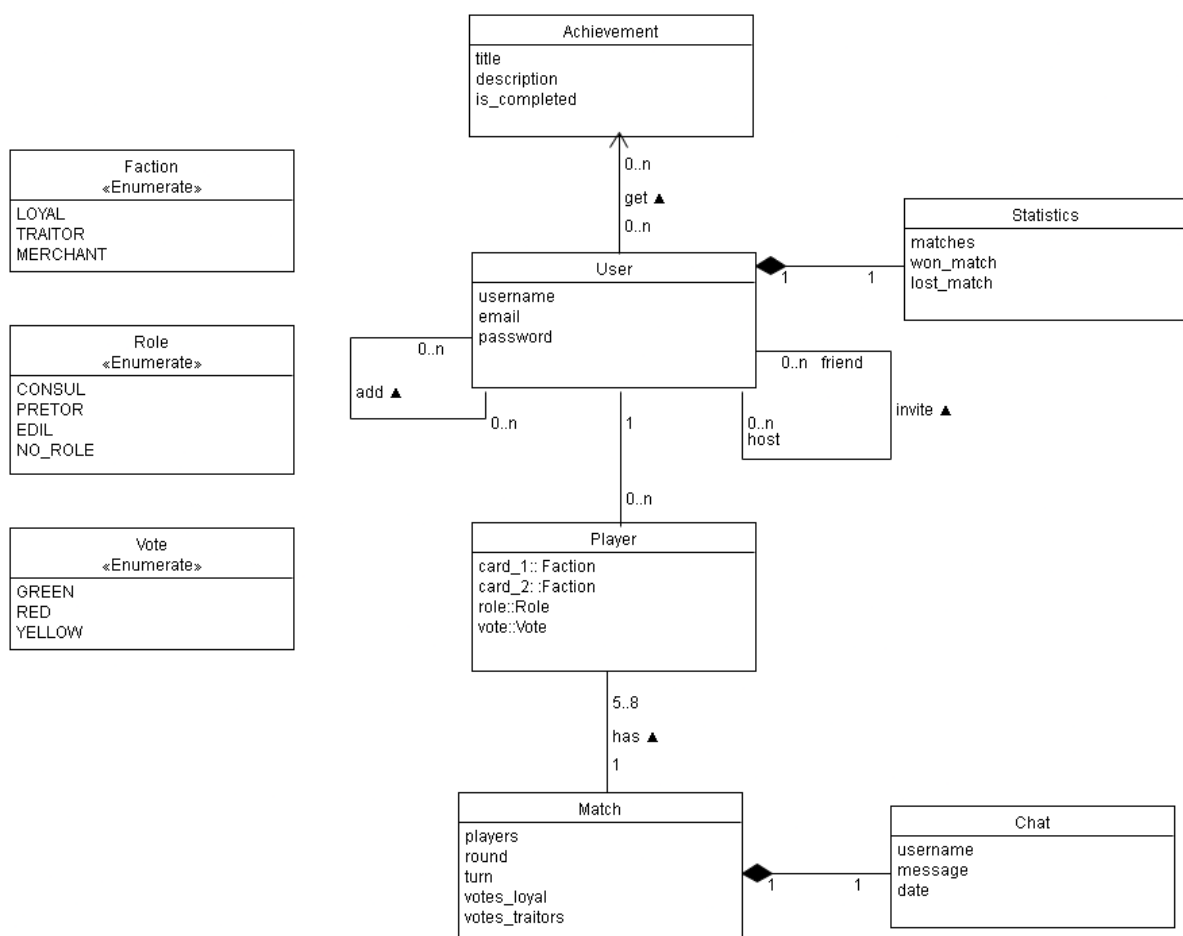 Achievement
title
description
is_completed
0..n
get ▲
0..n
Faction
«Enumerate»
LOYAL
TRAITOR
MERCHANT
Statistics
matches
won_match
lost_match
User
username
email
password
1
1
Role
«Enumerate»
CONSUL
PRETOR
EDIL
NO_ROLE
0..n
add ▲
0..n
0..n friend
invite ▲
0..n
host
1
0..n
Vote
«Enumerate»
GREEN
RED
YELLOW
Player
card_1:: Faction
card_2: :Faction
role::Role
vote::Vote
5..8
has ▲
1
Match
players
round
turn
votes_loyal
votes_traitors
1
1
Chat
username
message
date